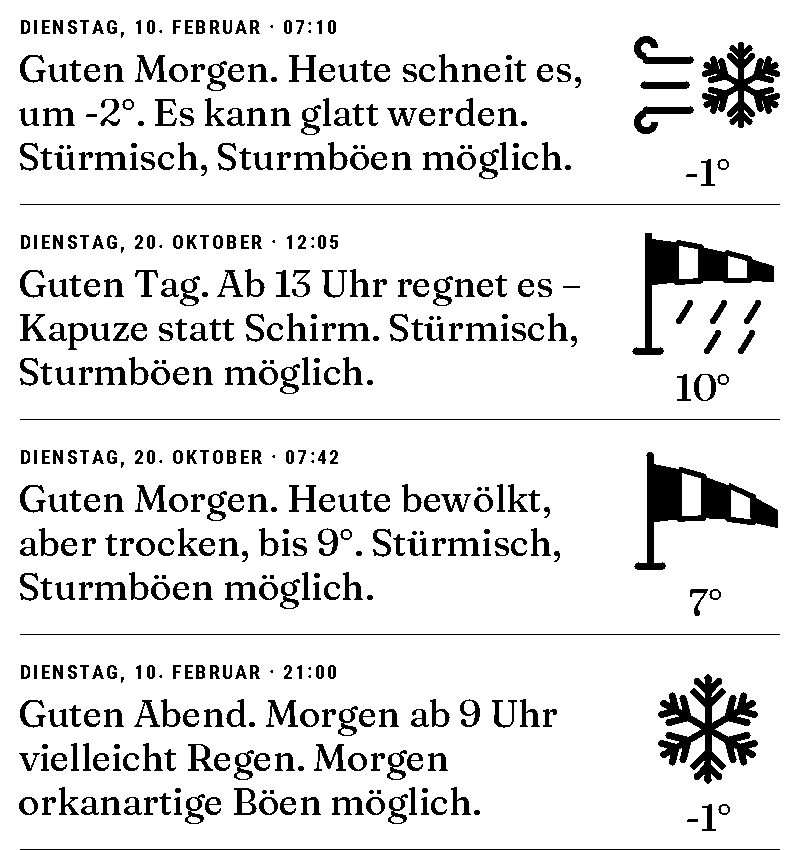 DIENSTAG, 10. FEBRUAR · 07:10
Guten Morgen. Heute schneit es,
um -2°. Es kann glatt werden.
Stürmisch, Sturmböen möglich.
-1°
DIENSTAG, 20. OKTOBER · 12:05
Guten Tag. Ab 13 Uhr regnet es –
Kapuze statt Schirm. Stürmisch,
Sturmböen möglich.
10°
DIENSTAG, 20. OKTOBER · 07:42
Guten Morgen. Heute bewölkt,
aber trocken, bis 9°. Stürmisch,
Sturmböen möglich.
7°
DIENSTAG, 10. FEBRUAR · 21:00
Guten Abend. Morgen ab 9 Uhr
vielleicht Regen. Morgen
orkanartige Böen möglich.
-1°